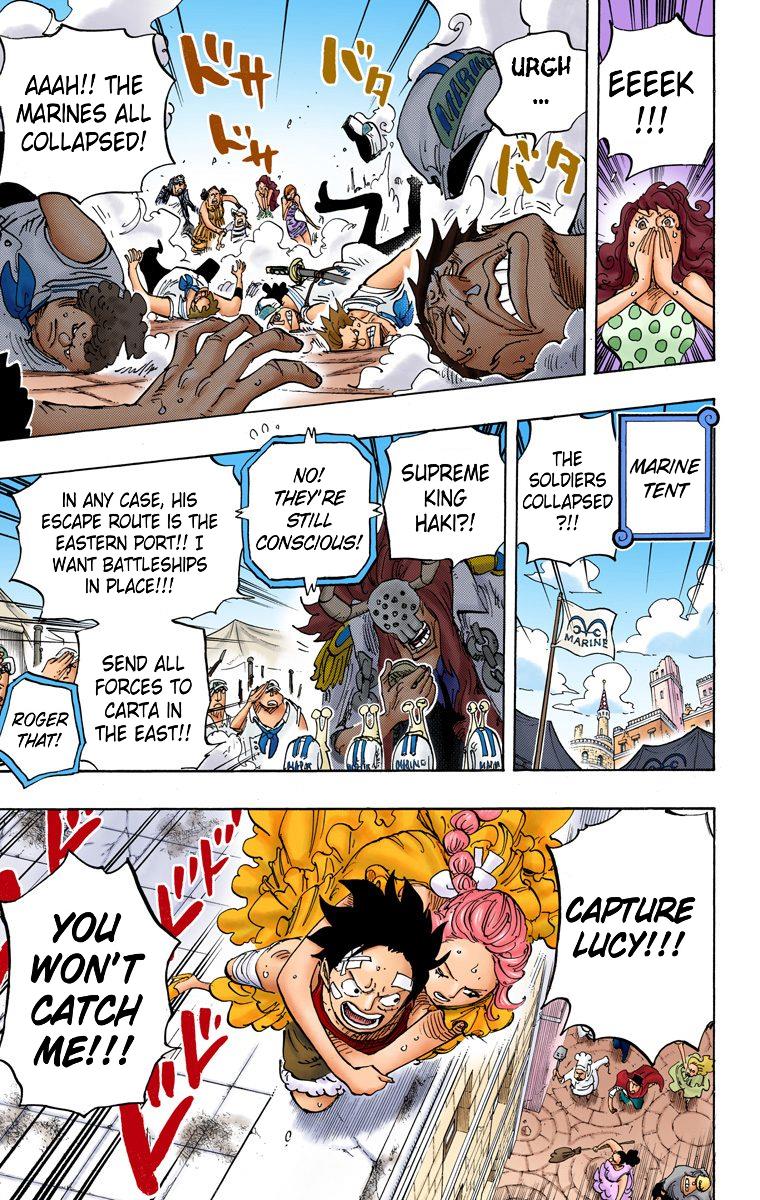 EEEEK
!!!
URGH
...
MARINE
AAAH!! THE
MARINES ALL
COLLAPSED!
ドサ
ドサ
バタ
バタ
MARINE
TENT
THE
SOLDIERS
COLLAPSED
?!!
MARINE
SUPREME
KING
HAKI?!
NO!
THEY'RE
STILL
CONSCIOUS!
IN ANY CASE, HIS
ESCAPE ROUTE IS THE
EASTERN PORT!! I
WANT BATTLESHIPS
IN PLACE!!!
SEND ALL
FORCES TO
CARTA IN
THE EAST!!
ROGER
THAT!
MARINE
CAPTURE
LUCY!!!
YOU
WON'T
CATCH
ME!!!
ドドドドド